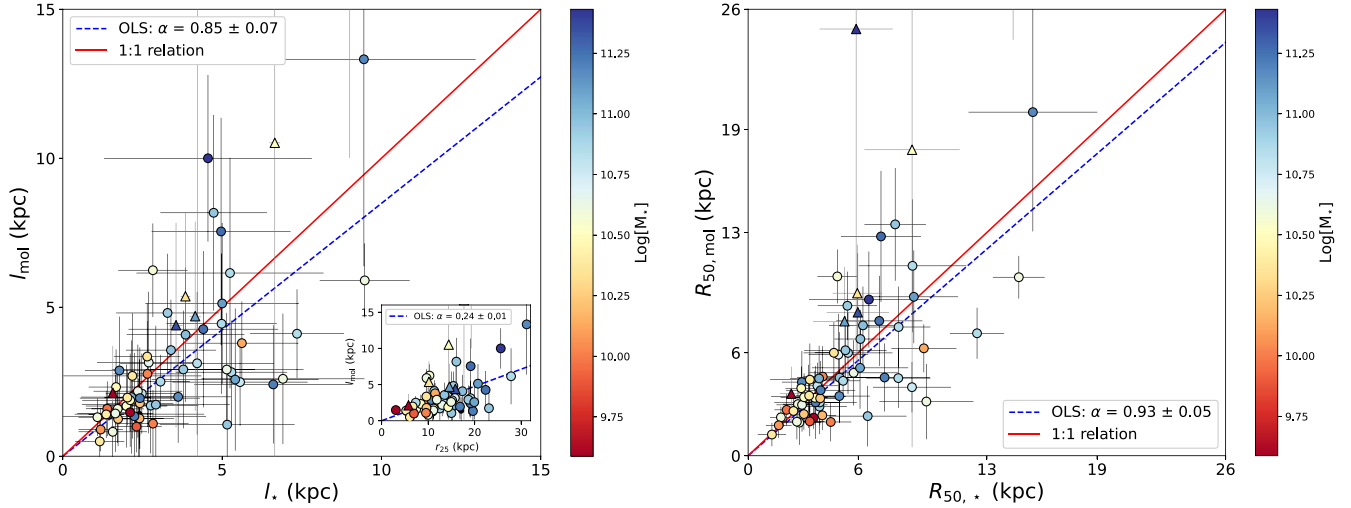 OLS: α = 0.85 ± 0.07
1:1 relation
15
10
5
0
l_mol (kpc)
0 5 10 15
l⋆ (kpc)
OLS: α = 0,24 ± 0,01
15
10
5
0
l_mol (kpc)
0 10 20 30
r_25 (kpc)
11.25
11.00
10.75
10.50
10.25
10.00
9.75
Log[M⋆]
26
19
13
6
0
R_50,mol (kpc)
0 6 13 19 26
R_50,⋆ (kpc)
OLS: α = 0.93 ± 0.05
1:1 relation
11.25
11.00
10.75
10.50
10.25
10.00
9.75
Log[M⋆]